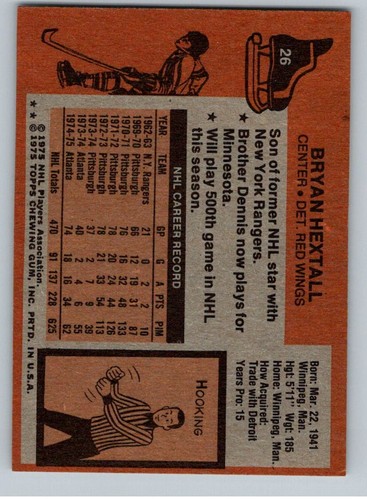 26
BRYAN HEXTALL
CENTER • DET. RED WINGS
Born: Mar. 22, 1941
Winnipeg, Man.
Hgt: 5'11" Wgt: 185
Home: Winnipeg, Man.
How Acquired:
Trade with Detroit
Years Pro: 15
★ Son of former NHL star with
New York Rangers.
★ Brother Dennis now plays for
Minnesota.
★ Will play 500th game in NHL
this season.
NHL CAREER RECORD
YEAR TEAM GP G A PTS PIM
1962-63 N.Y. Rangers 21 0 2 2 10
1969-70 Pittsburgh 66 12 19 31 87
1970-71 Pittsburgh 76 16 32 48 133
1971-72 Pittsburgh 78 20 24 44 126
1972-73 Pittsburgh 78 21 33 54 113
1973-74 Pittsburgh 37 2 7 9 39
1973-74 Atlanta 40 2 4 6 55
1974-75 Atlanta 74 18 16 34 62
NHL Totals 470 91 137 228 625
HOOKING
© 1975 NHL Players Association.
★★ © 1975 TOPPS CHEWING GUM, INC. PRTD. IN U.S.A.